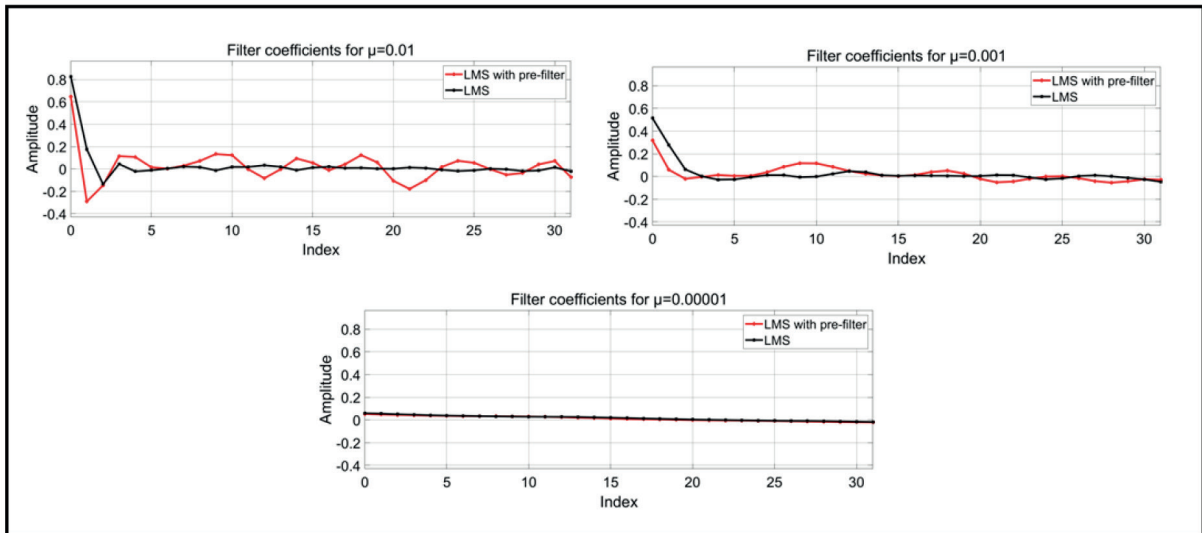 Filter coefficients for μ=0.01
LMS with pre-filter
LMS
0.8
0.6
0.4
0.2
0
-0.2
-0.4
Amplitude
0 5 10 15 20 25 30
Index
Filter coefficients for μ=0.001
LMS with pre-filter
LMS
0.8
0.6
0.4
0.2
0
-0.2
-0.4
Amplitude
0 5 10 15 20 25 30
Index
Filter coefficients for μ=0.00001
LMS with pre-filter
LMS
0.8
0.6
0.4
0.2
0
-0.2
-0.4
Amplitude
0 5 10 15 20 25 30
Index